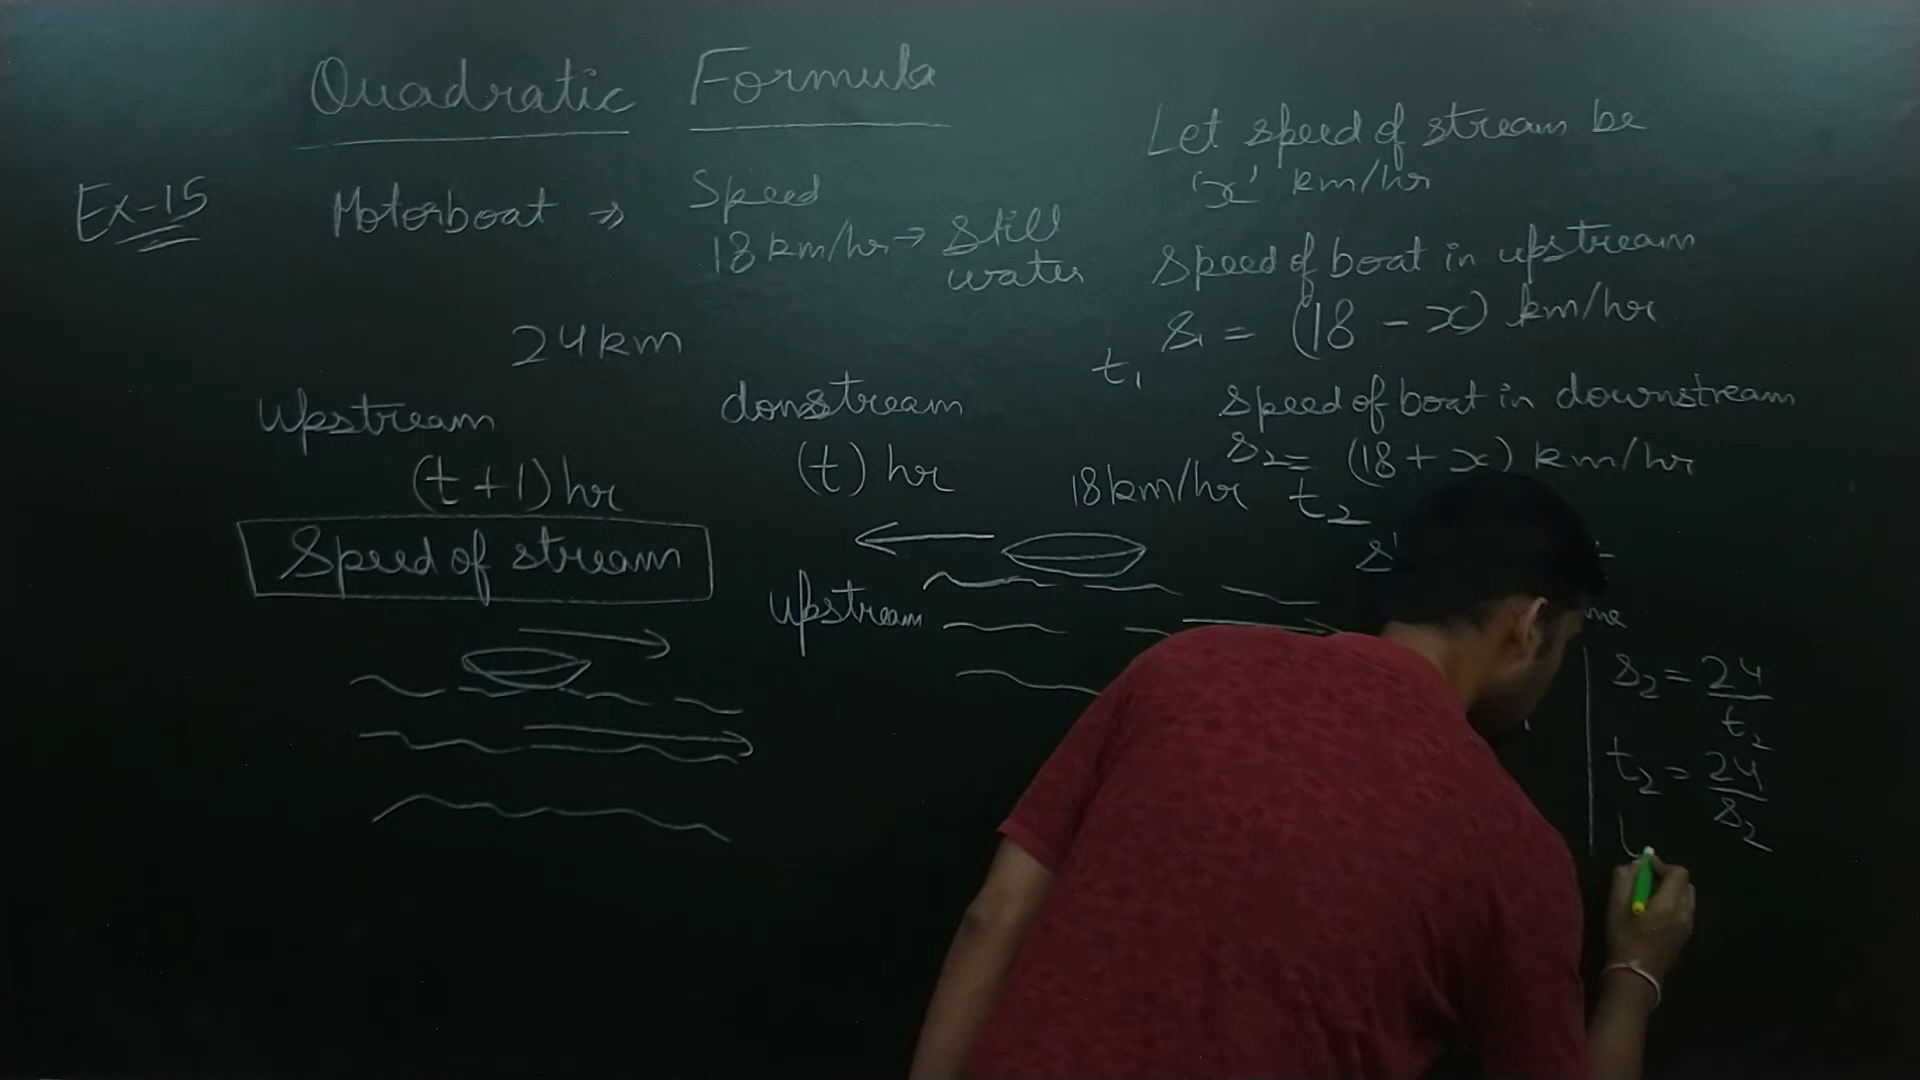 Quadratic Formula
Ex-15
Motorboat ⇒
Speed
18 km/hr → Still
water
24 km
Upstream
(t + 1) hr
donstream
(t) hr
Speed of stream
18 km/hr
Upstream
Let speed of stream be
'x' km/hr
Speed of boat in upstream
s₁ = (18 - x) km/hr
t₁
Speed of boat in downstream
s₂ = (18 + x) km/hr
t₂
s₂ = 24
t₂
t₂ = 24
s₂